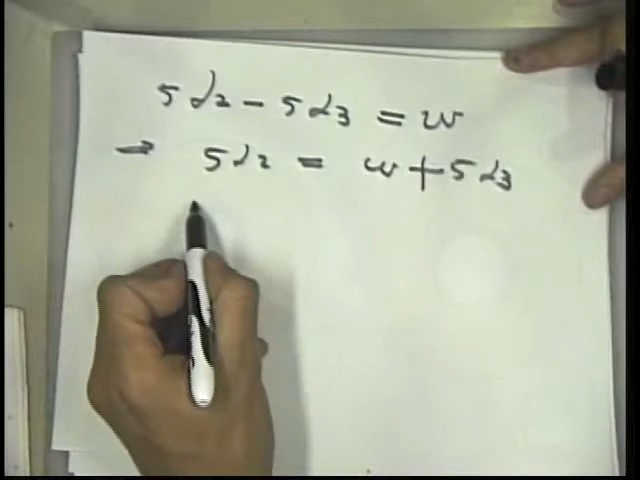 5α₂ - 5α₃ = w
⇒ 5α₂ = w + 5α₃